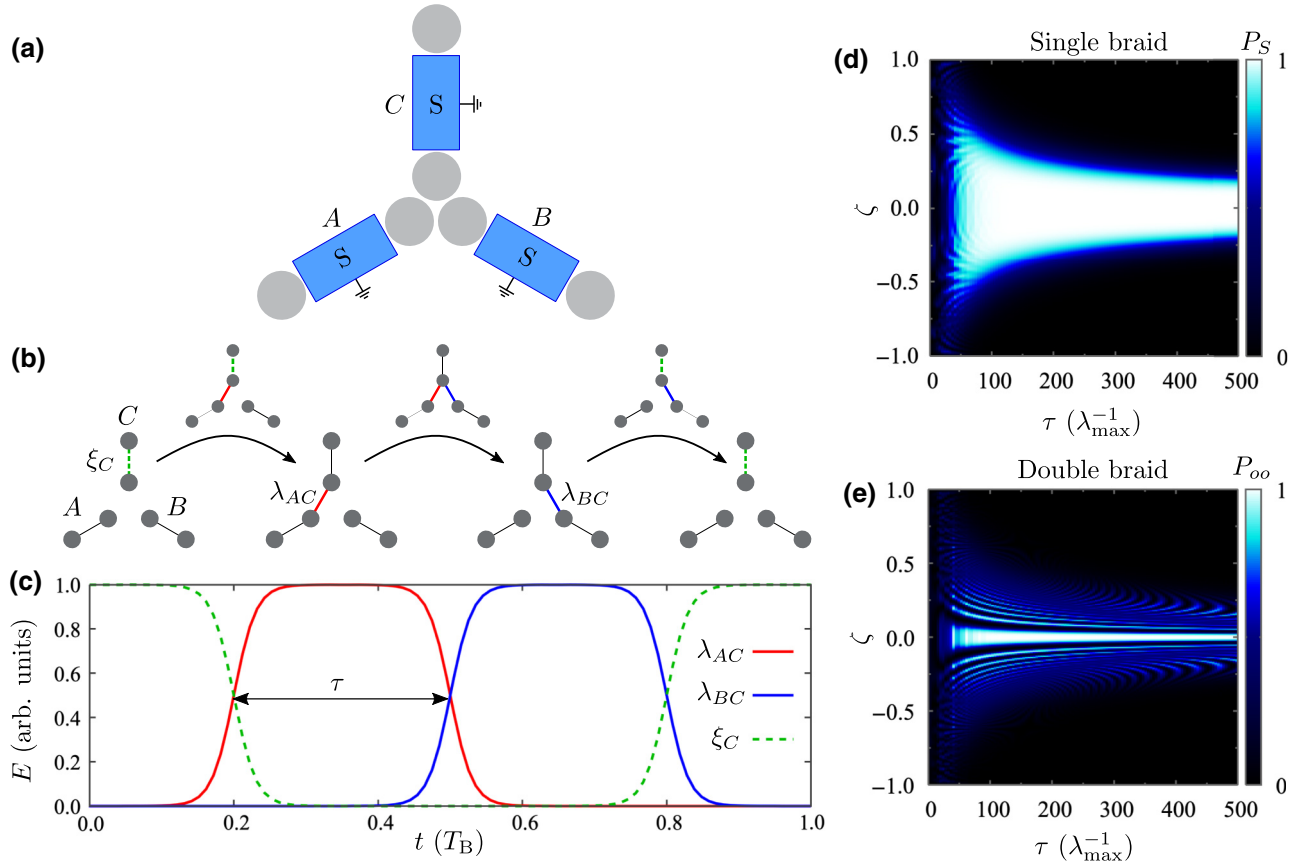 (a)
C
S
A
S
B
S
(b)
C
ξ_C
A
B
λ_AC
λ_BC
(c)
E (arb. units)
1.0
0.8
0.6
0.4
0.2
0.0
τ
λ_AC
λ_BC
ξ_C
0.0 0.2 0.4 0.6 0.8 1.0
t (T_B)
(d)
Single braid
P_S
ζ
1.0
0.5
0.0
−0.5
−1.0
1
0
0 100 200 300 400 500
τ (λ_max^−1)
(e)
Double braid
P_oo
ζ
1.0
0.5
0.0
−0.5
−1.0
1
0
0 100 200 300 400 500
τ (λ_max^−1)